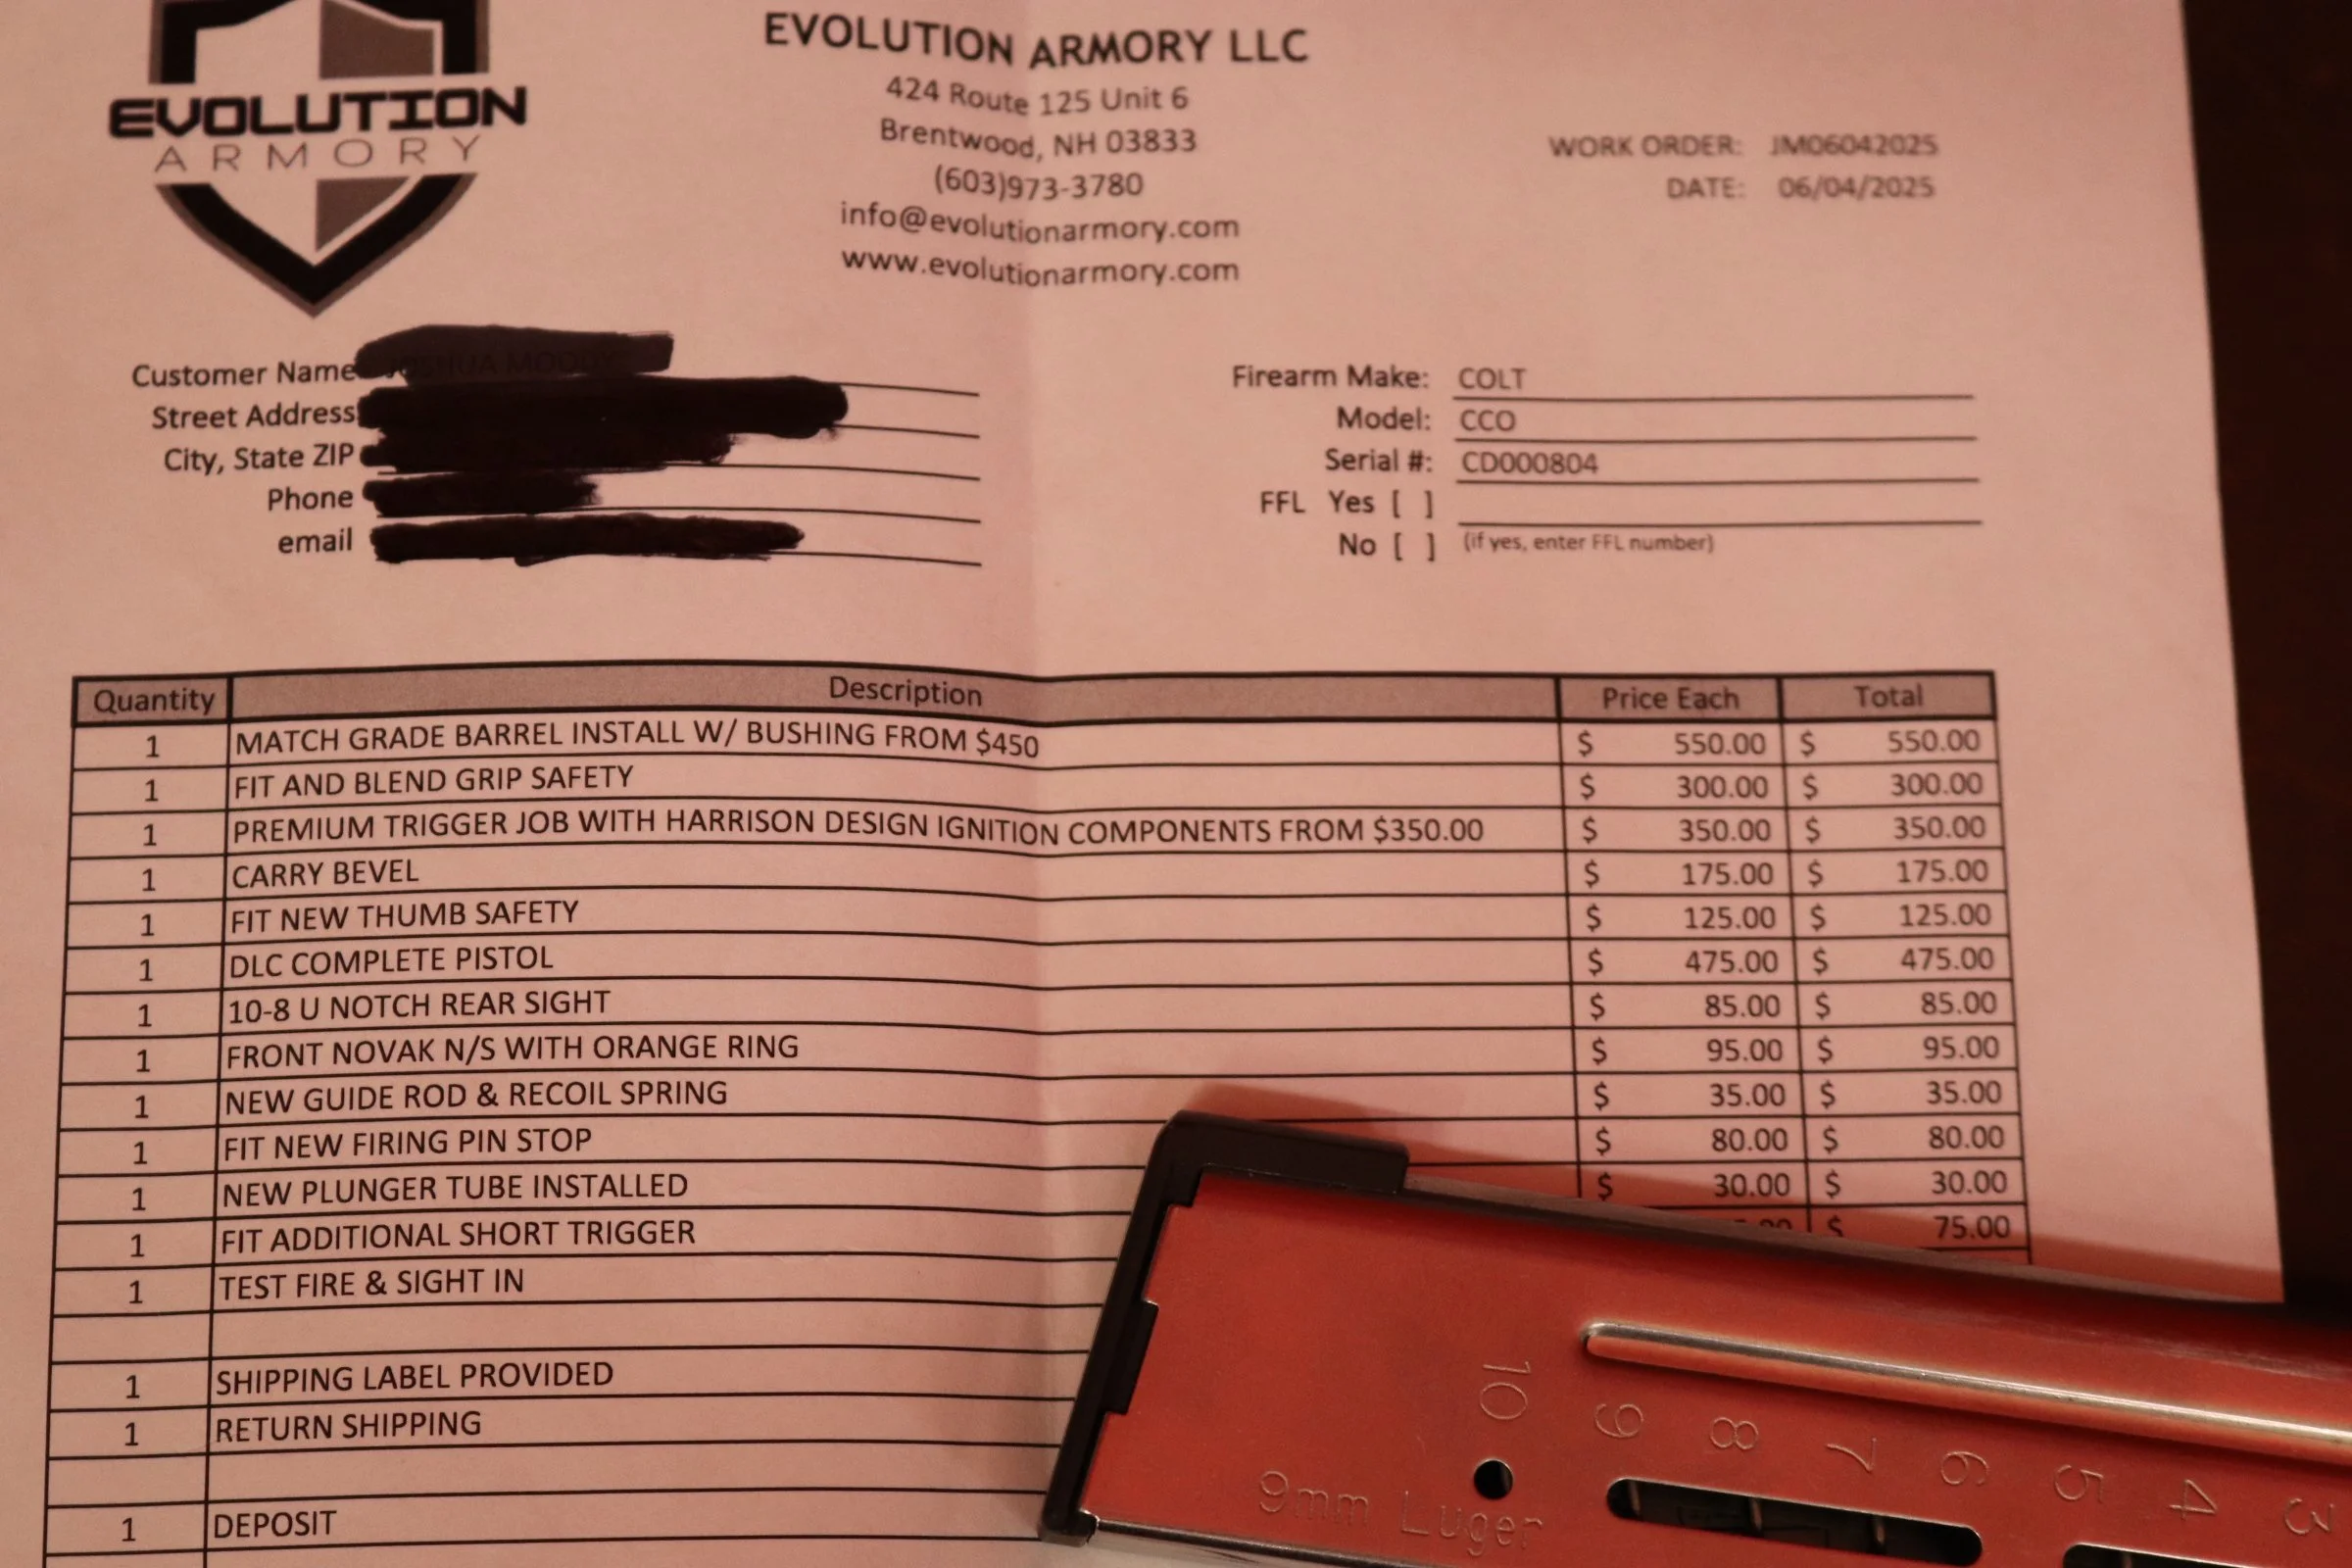 EVOLUTION
ARMORY
EVOLUTION ARMORY LLC
424 Route 125 Unit 6
Brentwood, NH 03833
(603)973-3780
info@evolutionarmory.com
www.evolutionarmory.com
WORK ORDER: JM06042025
DATE: 06/04/2025
Customer Name
Street Address
City, State ZIP
Phone
email
Firearm Make: COLT
Model: CCO
Serial #: CD000804
FFL Yes [ ]
No [ ] (if yes, enter FFL number)
Quantity Description Price Each Total
1 MATCH GRADE BARREL INSTALL W/ BUSHING FROM $450 $ 550.00 $ 550.00
1 FIT AND BLEND GRIP SAFETY $ 300.00 $ 300.00
1 PREMIUM TRIGGER JOB WITH HARRISON DESIGN IGNITION COMPONENTS FROM $350.00 $ 350.00 $ 350.00
1 CARRY BEVEL $ 175.00 $ 175.00
1 FIT NEW THUMB SAFETY $ 125.00 $ 125.00
1 DLC COMPLETE PISTOL $ 475.00 $ 475.00
1 10-8 U NOTCH REAR SIGHT $ 85.00 $ 85.00
1 FRONT NOVAK N/S WITH ORANGE RING $ 95.00 $ 95.00
1 NEW GUIDE ROD & RECOIL SPRING $ 35.00 $ 35.00
1 FIT NEW FIRING PIN STOP $ 80.00 $ 80.00
1 NEW PLUNGER TUBE INSTALLED $ 30.00 $ 30.00
1 FIT ADDITIONAL SHORT TRIGGER $ 75.00
1 TEST FIRE & SIGHT IN
1 SHIPPING LABEL PROVIDED
1 RETURN SHIPPING
1 DEPOSIT
10 9 8 7 6 5 4 3
9mm Luger